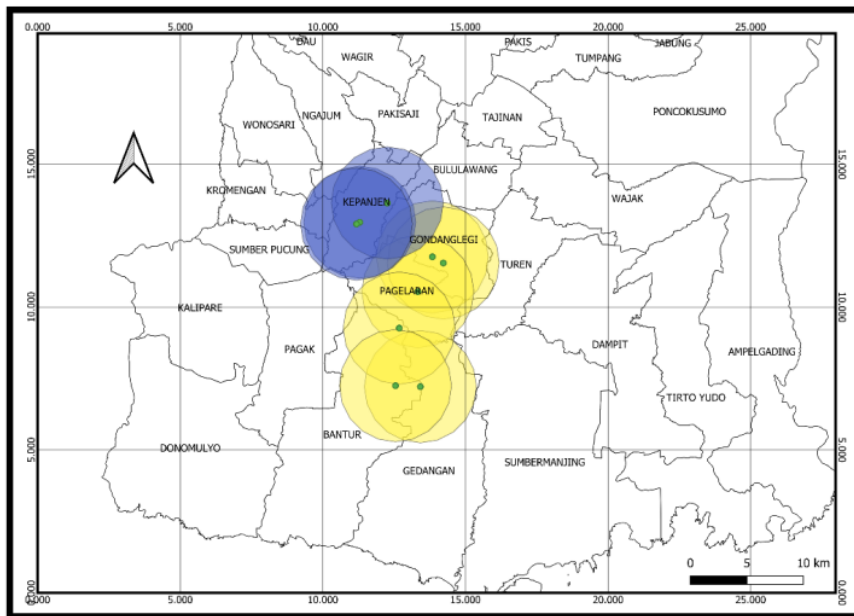 0.000 5.000 10.000 15.000 20.000 25.000
DAU PAKIS JABUNG
WAGIR TUMPANG
NGAJUM PAKISAJI TAJINAN PONCOKUSUMO
WONOSARI
15.000 15.000
BULULAWANG
KROMENGAN KEPANJEN WAJAK
GONDANGLEGI
SUMBER PUCUNG TUREN
PAGELARAN
10.000 10.000
KALIPARE
PAGAK DAMPIT AMPELGADING
TIRTO YUDO
BANTUR
5.000 5.000
DONOMULYO GEDANGAN SUMBERMANJING
0 5 10 km
0.000 0.000
0.000 5.000 10.000 15.000 20.000 25.000